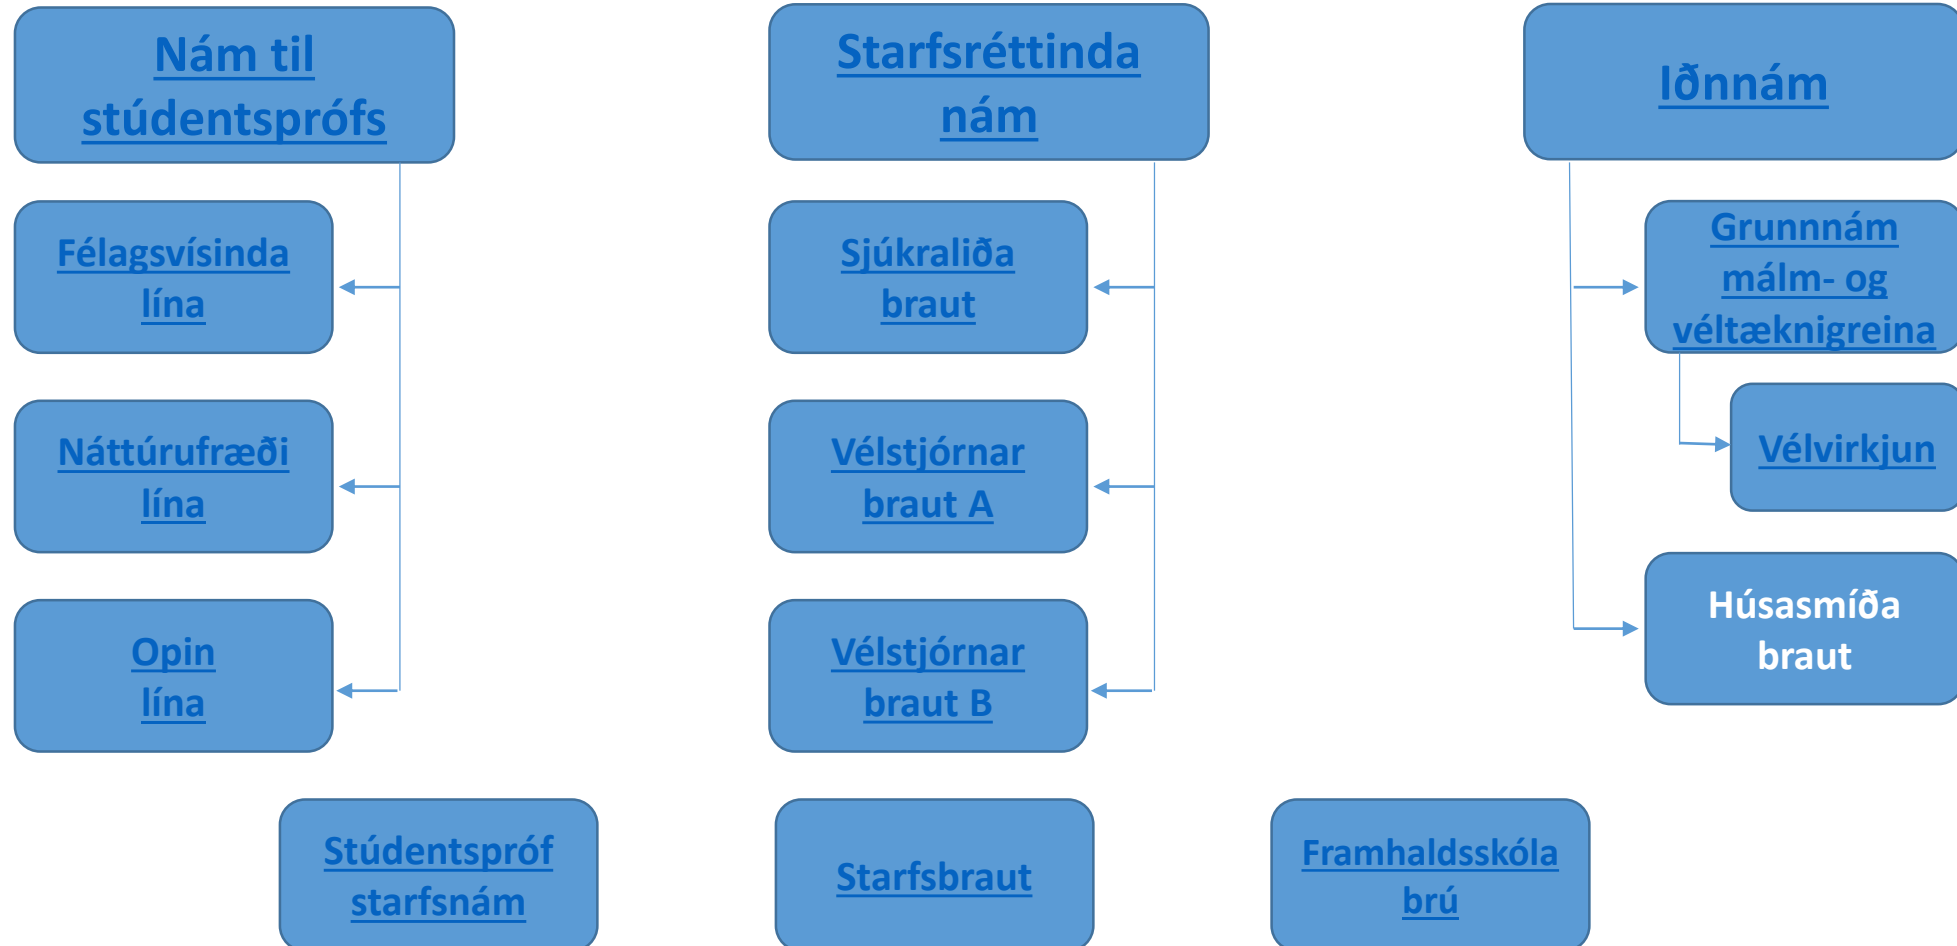 Nám til
stúdentsprófs
Félagsvísinda
lína
Náttúrufræði
lína
Opin
lína
Starfsréttinda
nám
Sjúkraliða
braut
Vélstjórnar
braut A
Vélstjórnar
braut B
Iðnnám
Grunnnám
málm- og
véltæknigreina
Vélvirkjun
Húsasmíða
braut
Stúdentspróf
starfsnám
Starfsbraut
Framhaldsskóla
brú